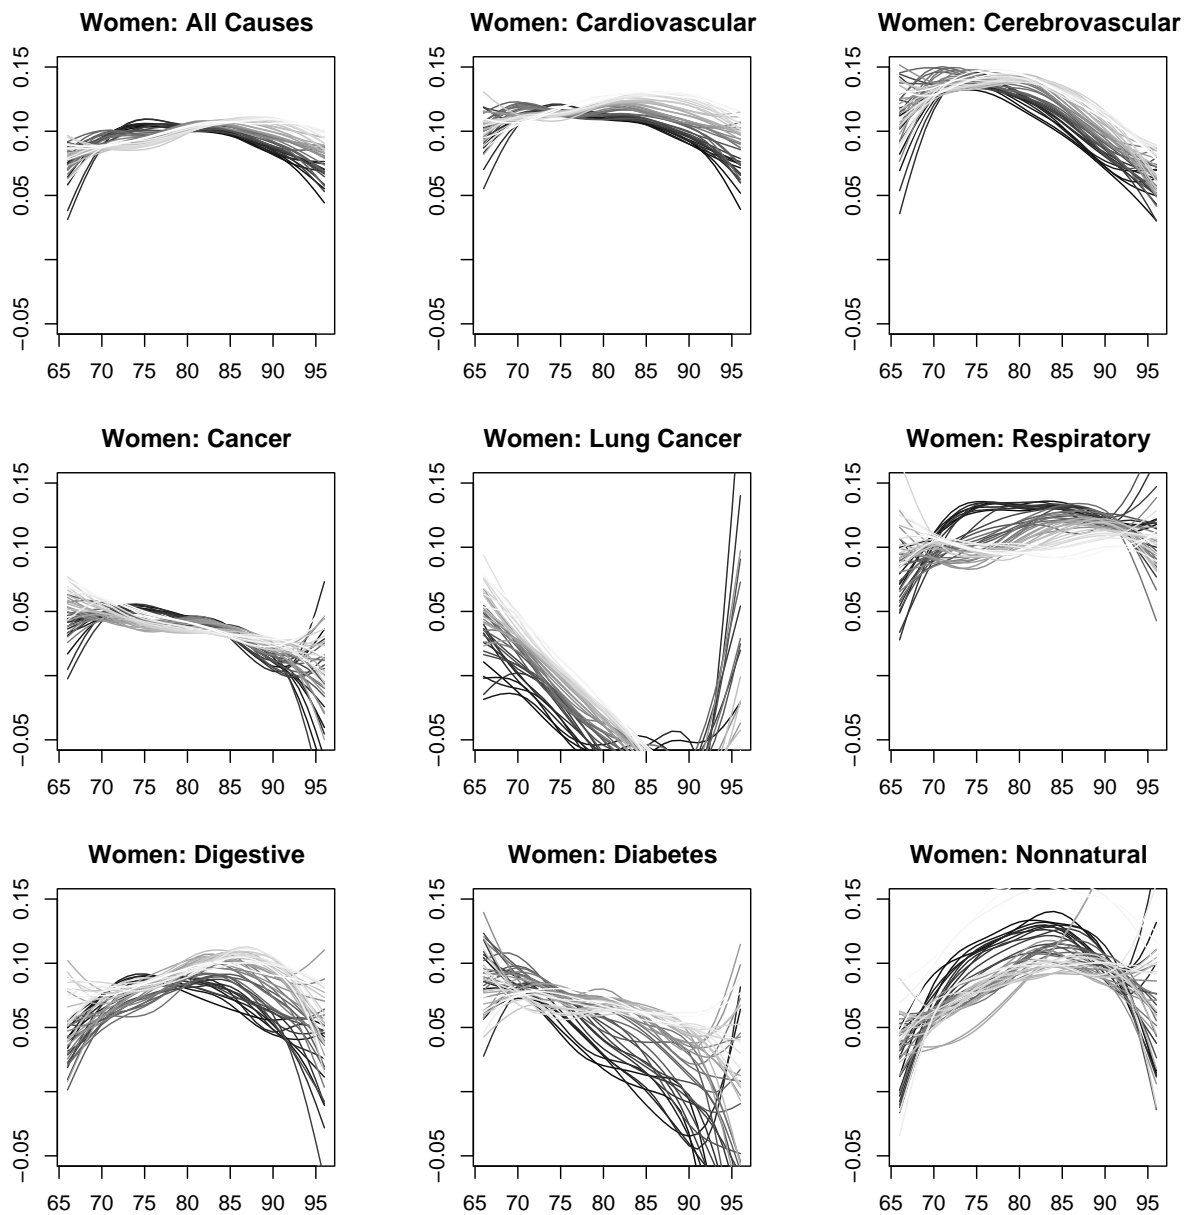 Women: All Causes Women: Cardiovascular Women: Cerebrovascular
0.15 0.15 0.15
0.10 0.10 0.10
0.05 0.05 0.05
−0.05 −0.05 −0.05
65 70 75 80 85 90 95 65 70 75 80 85 90 95 65 70 75 80 85 90 95
Women: Cancer Women: Lung Cancer Women: Respiratory
0.15 0.15 0.15
0.10 0.10 0.10
0.05 0.05 0.05
−0.05 −0.05 −0.05
65 70 75 80 85 90 95 65 70 75 80 85 90 95 65 70 75 80 85 90 95
Women: Digestive Women: Diabetes Women: Nonnatural
0.15 0.15 0.15
0.10 0.10 0.10
0.05 0.05 0.05
−0.05 −0.05 −0.05
65 70 75 80 85 90 95 65 70 75 80 85 90 95 65 70 75 80 85 90 95